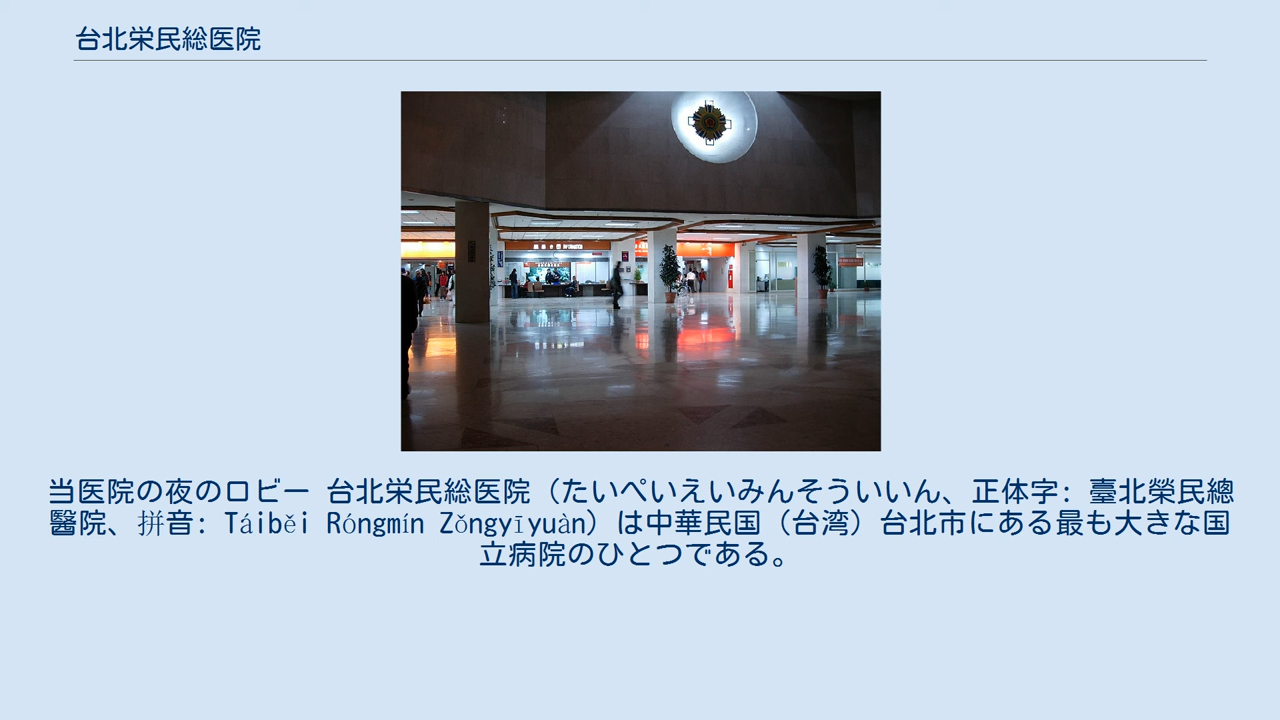 台北栄民総医院
当医院の夜のロビー 台北栄民総医院（たいぺいえいみんそういいん、正体字: 臺北榮民總
醫院、拼音: Táiběi Róngmín Zǒngyīyuàn）は中華民国（台湾）台北市にある最も大きな国
立病院のひとつである。